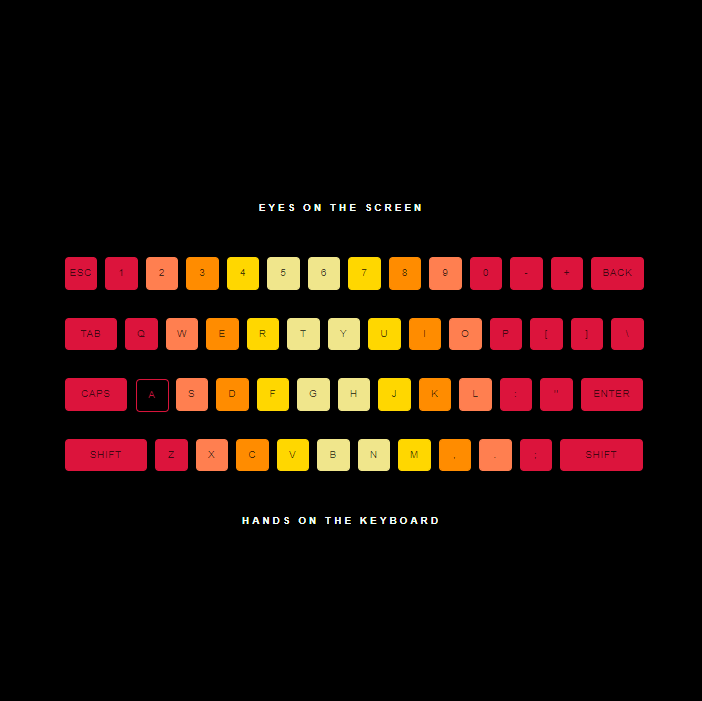 EYES ON THE SCREEN
ESC 1 2 3 4 5 6 7 8 9 0 - + BACK
TAB Q W E R T Y U I O P [ ] \
CAPS A S D F G H J K L : " ENTER
SHIFT Z X C V B N M , . ; SHIFT
HANDS ON THE KEYBOARD